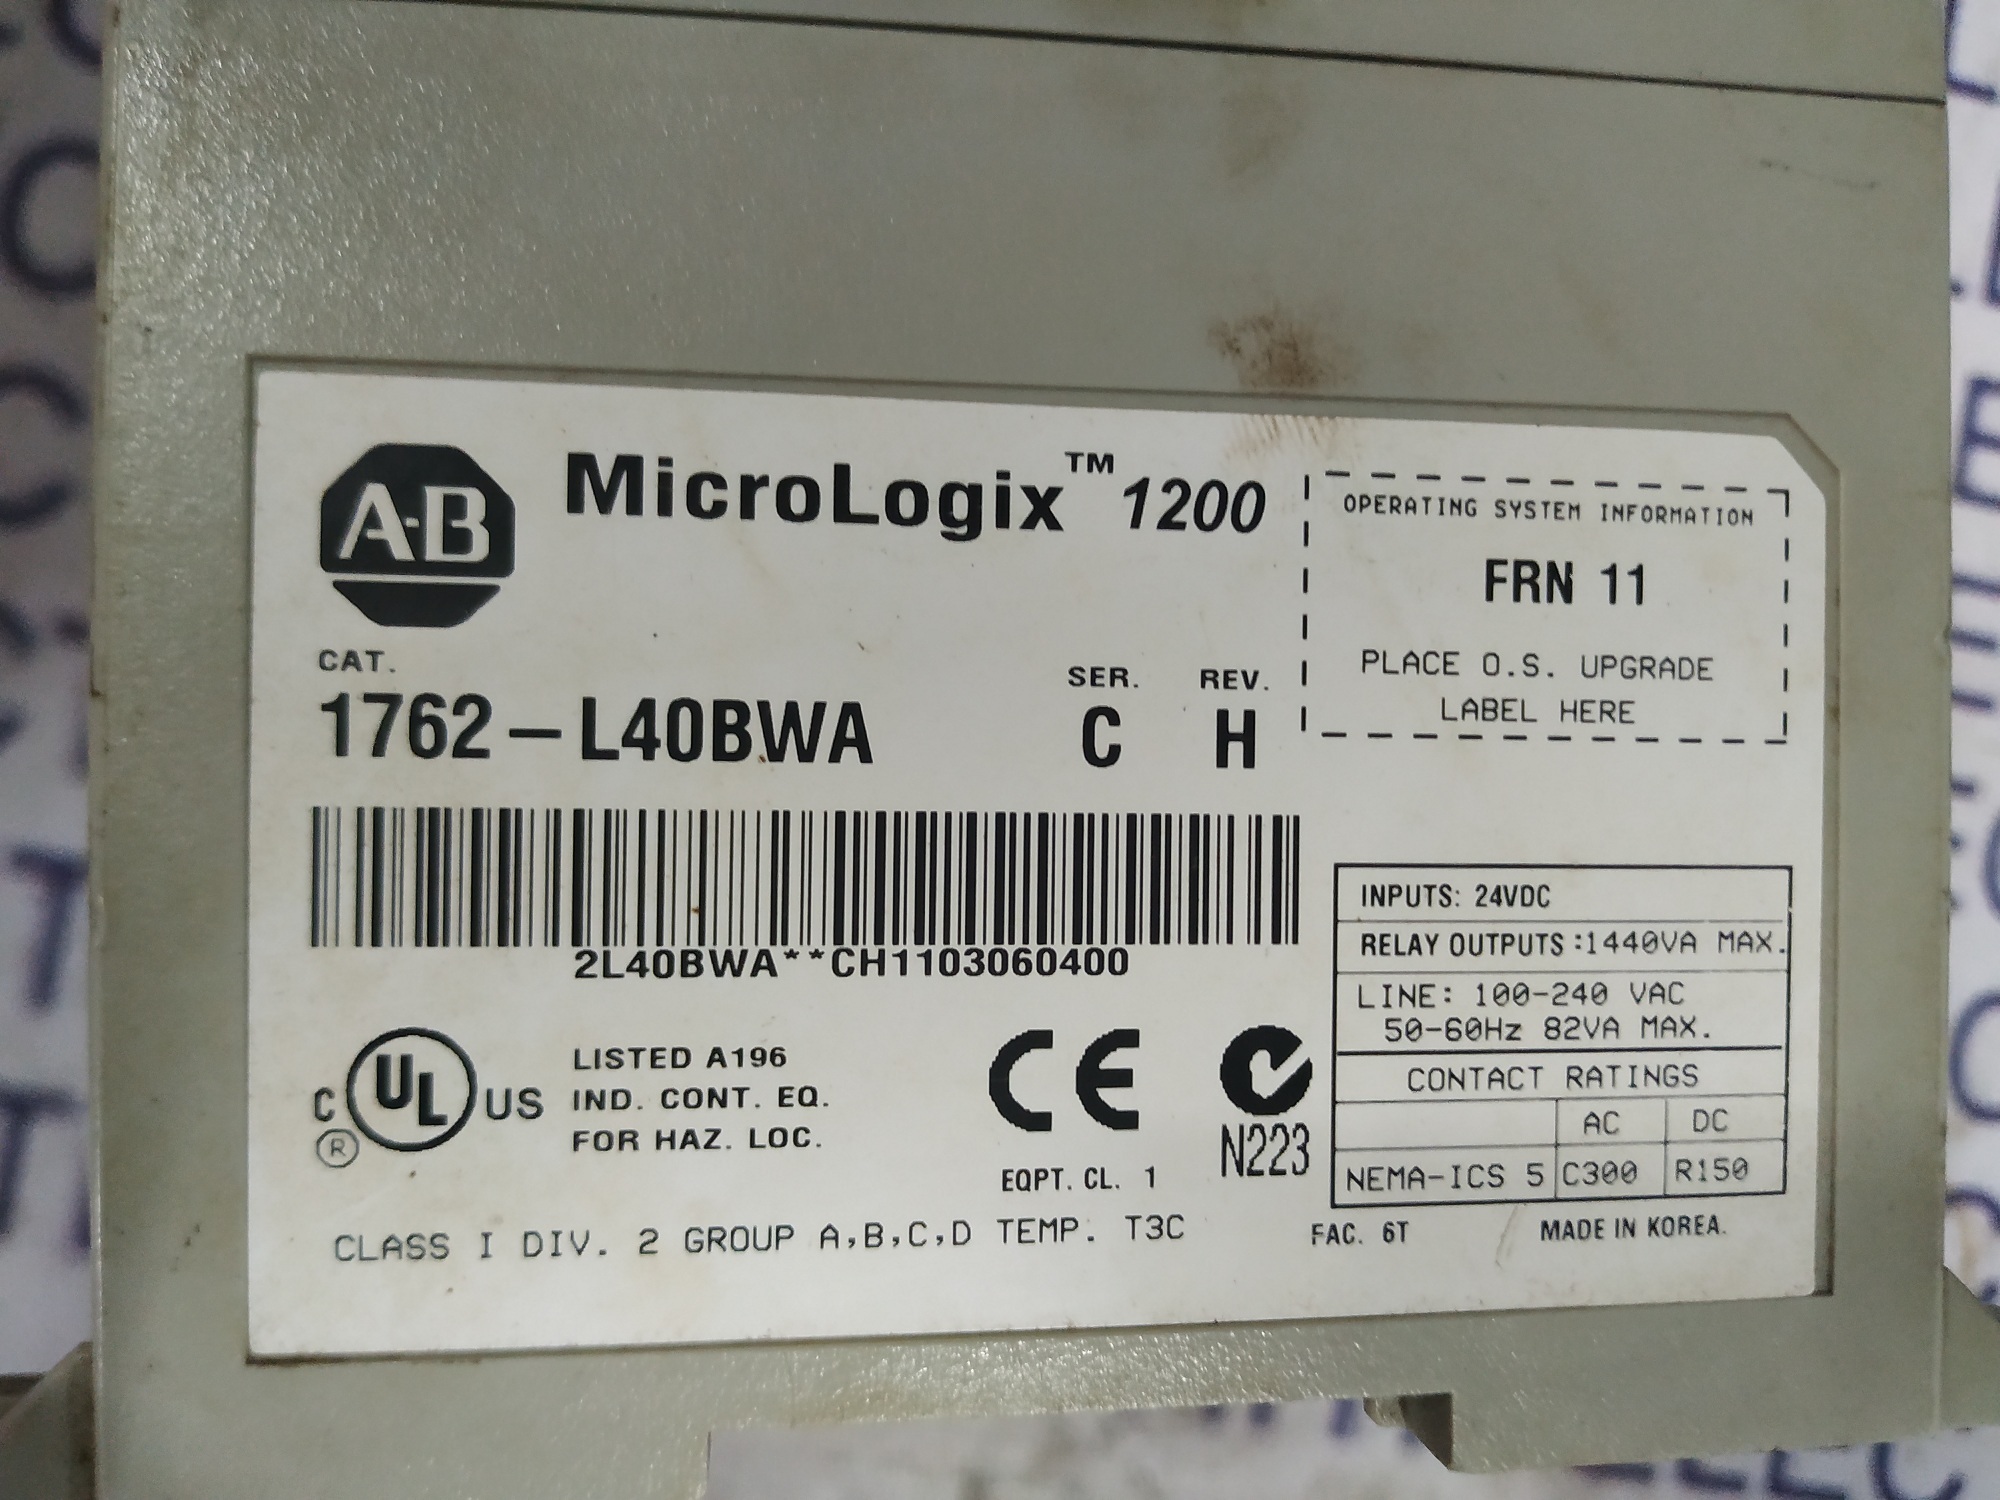 A-B
MicroLogix™ 1200
OPERATING SYSTEM INFORMATION
FRN 11
PLACE O.S. UPGRADE
LABEL HERE
CAT.
1762-L40BWA
SER.
C
REV.
H
2L40BWA**CH1103060400
INPUTS: 24VDC
RELAY OUTPUTS:1440VA MAX.
LINE: 100-240 VAC
50-60Hz 82VA MAX.
CONTACT RATINGS
AC DC
NEMA-ICS 5 C300 R150
C UL US
®
LISTED A196
IND. CONT. EQ.
FOR HAZ. LOC.
CE
EQPT. CL. 1
N223
CLASS I DIV. 2 GROUP A,B,C,D TEMP. T3C
FAC. 6T
MADE IN KOREA.